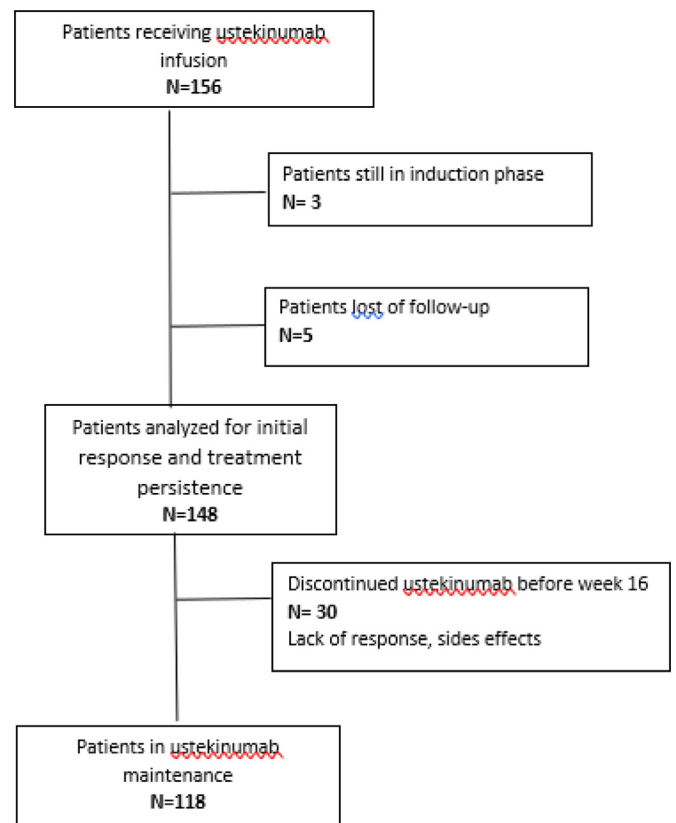 Patients receiving ustekinumab
infusion
N=156
Patients still in induction phase
N= 3
Patients lost of follow-up
N=5
Patients analyzed for initial
response and treatment
persistence
N=148
Discontinued ustekinumab before week 16
N= 30
Lack of response, sides effects
Patients in ustekinumab
maintenance
N=118